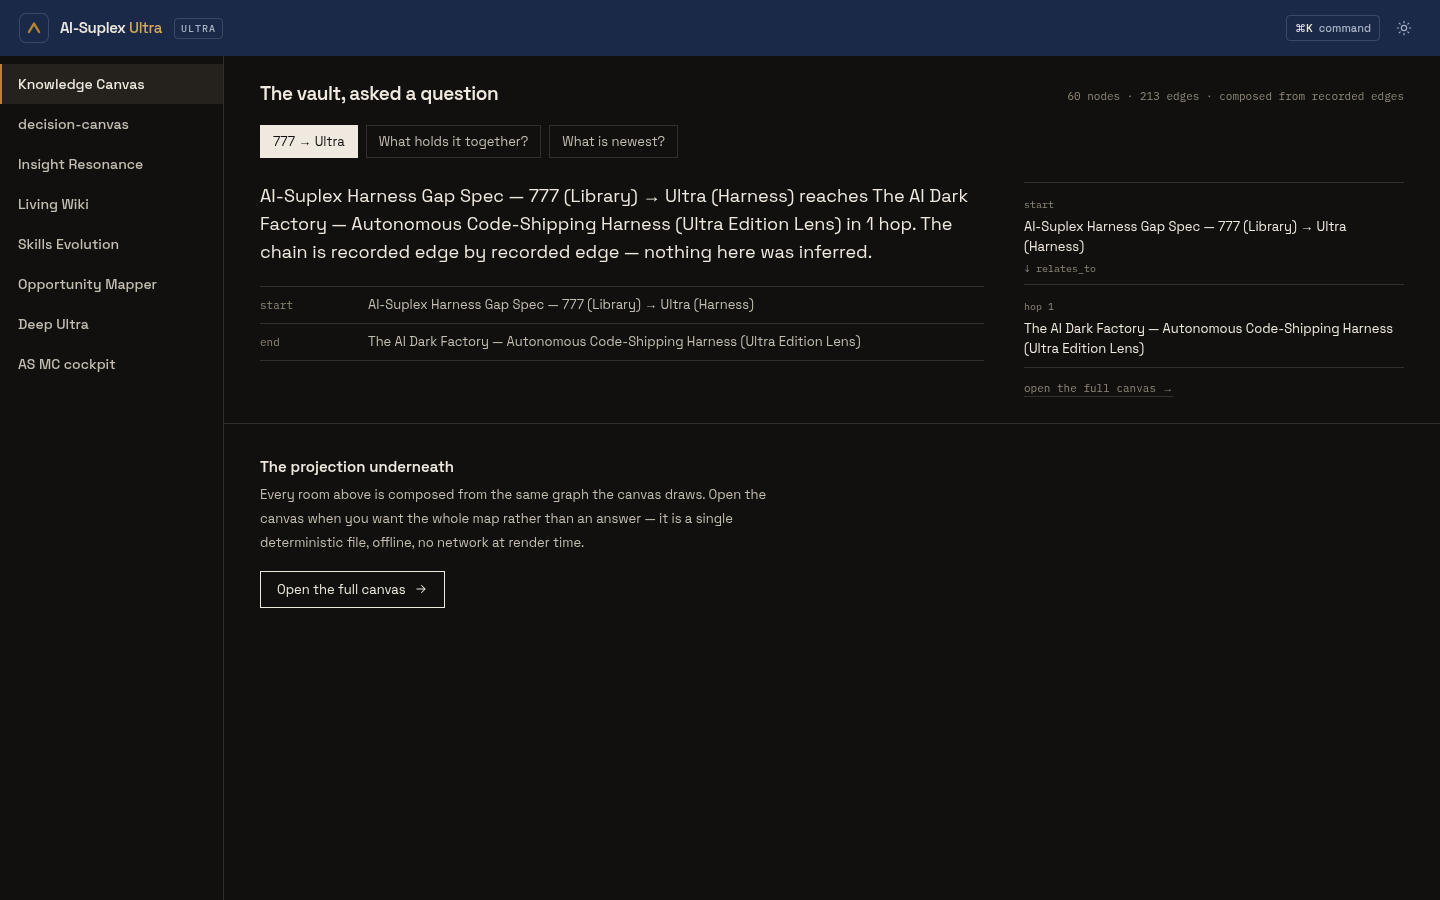 AI-Suplex Ultra ULTRA
⌘K command
Knowledge Canvas
decision-canvas
Insight Resonance
Living Wiki
Skills Evolution
Opportunity Mapper
Deep Ultra
AS MC cockpit
The vault, asked a question
60 nodes · 213 edges · composed from recorded edges
777 → Ultra
What holds it together?
What is newest?
AI-Suplex Harness Gap Spec — 777 (Library) → Ultra (Harness) reaches The AI Dark
Factory — Autonomous Code-Shipping Harness (Ultra Edition Lens) in 1 hop. The
chain is recorded edge by recorded edge — nothing here was inferred.
start AI-Suplex Harness Gap Spec — 777 (Library) → Ultra (Harness)
end The AI Dark Factory — Autonomous Code-Shipping Harness (Ultra Edition Lens)
start
AI-Suplex Harness Gap Spec — 777 (Library) → Ultra
(Harness)
↓ relates_to
hop 1
The AI Dark Factory — Autonomous Code-Shipping Harness
(Ultra Edition Lens)
open the full canvas →
The projection underneath
Every room above is composed from the same graph the canvas draws. Open the
canvas when you want the whole map rather than an answer — it is a single
deterministic file, offline, no network at render time.
Open the full canvas →